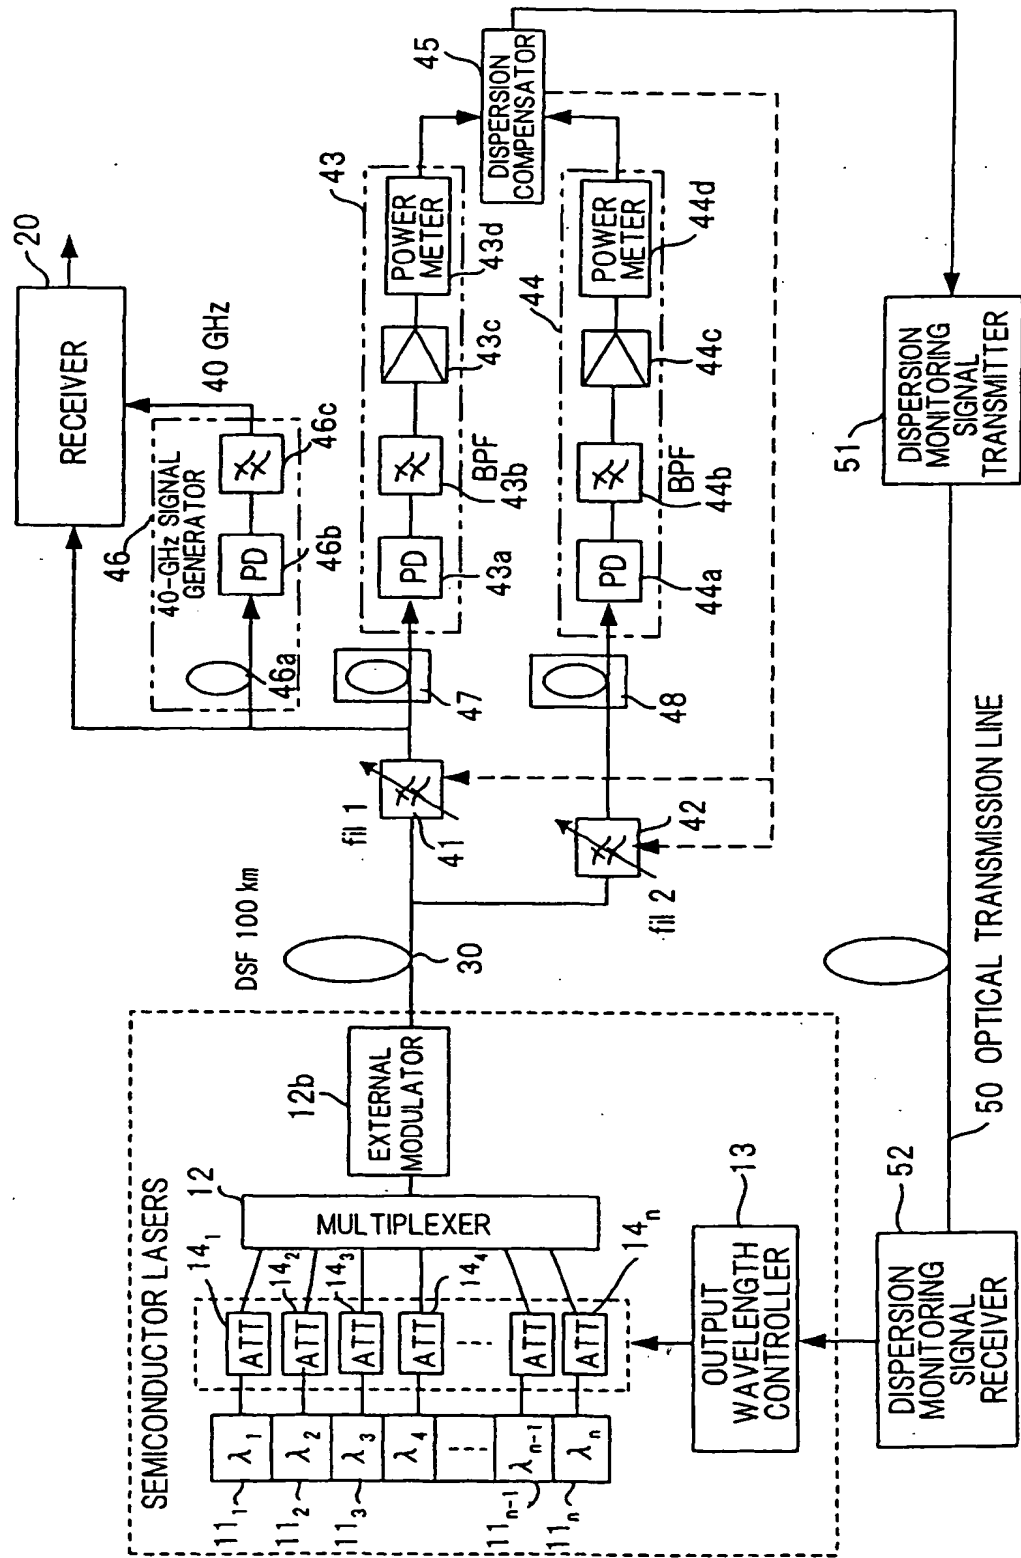 SEMICONDUCTOR LASERS
11₁
11₂
11₃
11ₙ₋₁
11ₙ
λ₁
λ₂
λ₃
λ₄
λₙ₋₁
λₙ
ATT
ATT
ATT
ATT
ATT
ATT
14₁
14₂
14₃
14₄
14ₙ
12
MULTIPLEXER
12b
EXTERNAL
MODULATOR
OUTPUT
WAVELENGTH
CONTROLLER
13
DISPERSION
MONITORING
SIGNAL
RECEIVER
52
DSF 100 km
30
fil 1
41
fil 2
42
46
40-GHz SIGNAL
GENERATOR
46a
PD
46b
46c
40 GHz
RECEIVER
20
47
43
PD
43a
BPF
43b
43c
POWER
METER
43d
48
44
PD
44a
BPF
44b
44c
POWER
METER
44d
DISPERSION
COMPENSATOR
45
51
DISPERSION
MONITORING
SIGNAL
TRANSMITTER
50 OPTICAL TRANSMISSION LINE